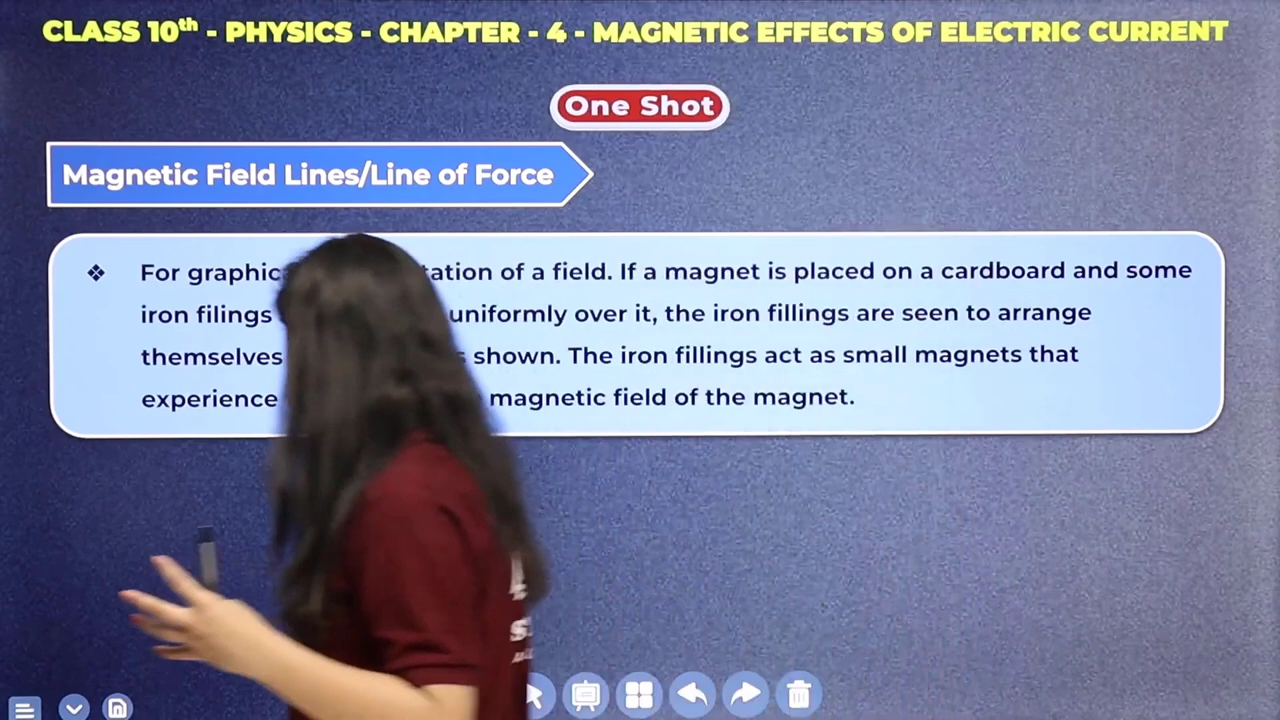 CLASS 10th - PHYSICS - CHAPTER - 4 - MAGNETIC EFFECTS OF ELECTRIC CURRENT
One Shot
Magnetic Field Lines/Line of Force
❖ For graphic ation of a field. If a magnet is placed on a cardboard and some
iron filings uniformly over it, the iron fillings are seen to arrange
themselves shown. The iron fillings act as small magnets that
experience magnetic field of the magnet.